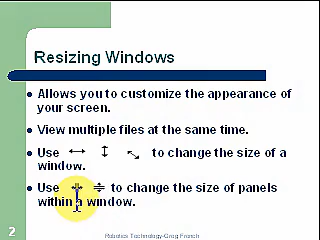 Resizing Windows
Allows you to customize the appearance of
your screen.
View multiple files at the same time.
Use to change the size of a
window.
Use to change the size of panels
within a window.
2
Robotics Technology-Greg French